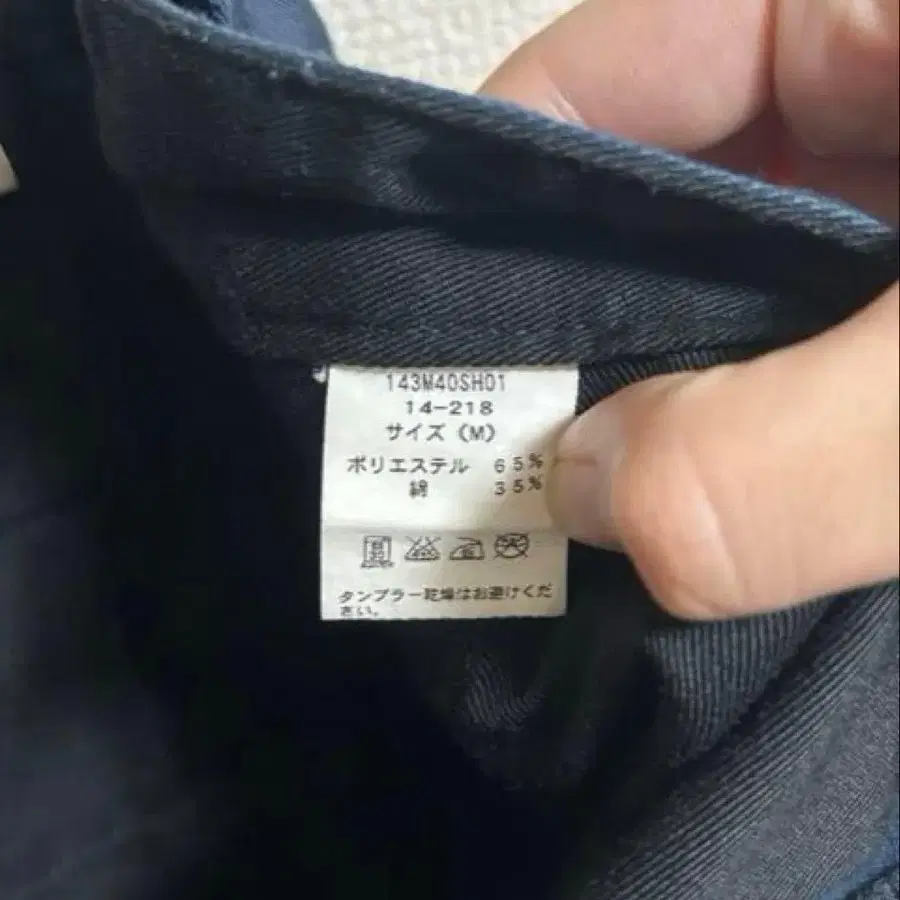 143M40SH01
14-218
サイズ（M）
ポリエステル 65%
綿 35%
タンブラー乾燥はお避けくだ
さい。